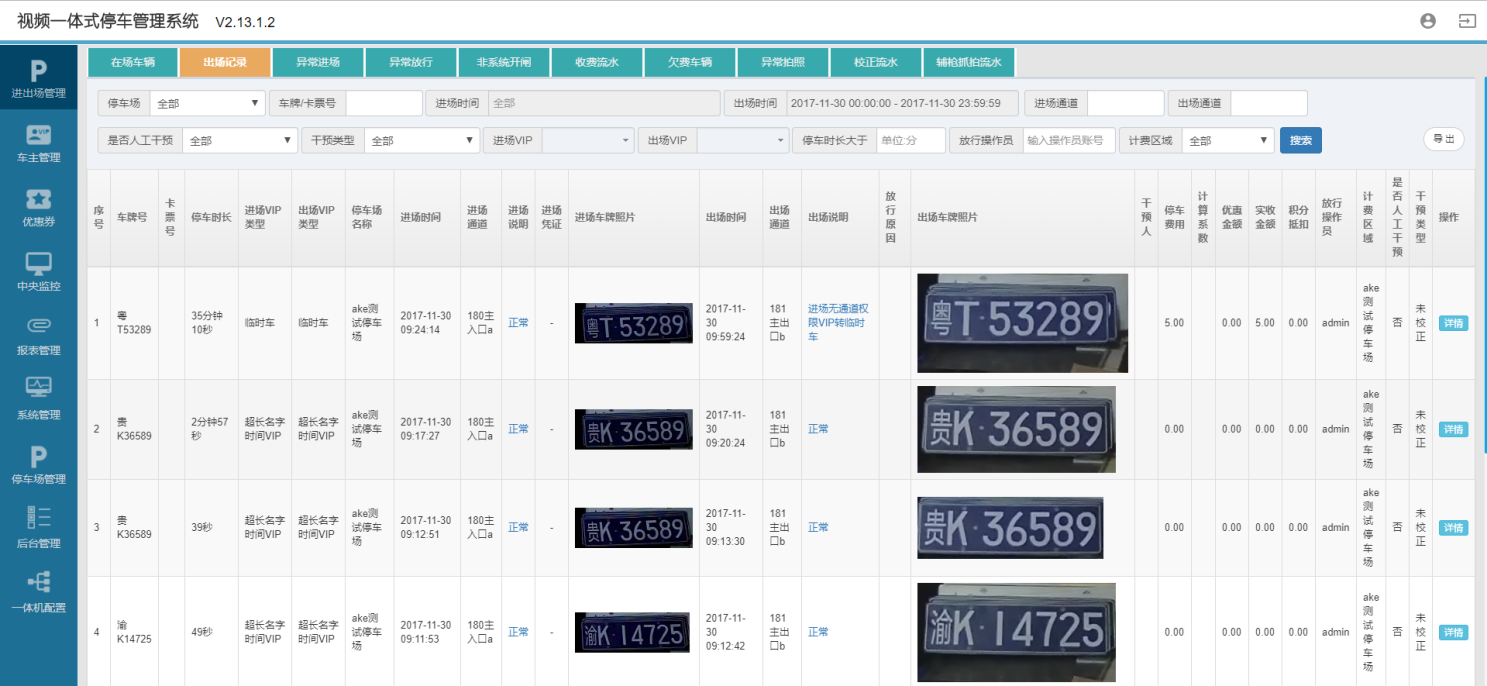 视频一体式停车管理系统 V2.13.1.2
进出场管理
车主管理
优惠券
中央监控
报表管理
系统管理
停车场管理
后台管理
一体机配置
在场车辆 出场记录 异常进场 异常放行 非系统开闸 收费流水 欠费车辆 异常拍照 校正流水 辅枪抓拍流水
停车场 全部 车牌/卡票号 进场时间 全部 出场时间 2017-11-30 00:00:00 - 2017-11-30 23:59:59 进场通道 出场通道
是否人工干预 全部 干预类型 全部 进场VIP 出场VIP 停车时长大于 单位:分 放行操作员 输入操作员账号 计费区域 全部 搜索 导出
序号 车牌号 卡票号 停车时长 进场VIP类型 出场VIP类型 停车场名称 进场时间 进场通道 进场说明 进场凭证 进场车牌照片 出场时间 出场通道 出场说明 放行原因 出场车牌照片 干预人 停车费用 计算系数 优惠金额 实收金额 积分抵扣 放行操作员 计费区域 是否人工干预 干预类型 操作
1 粤T53289 35分钟10秒 临时车 临时车 ake测试停车场 2017-11-30 09:24:14 180主入口a 正常 - 粤T·53289 2017-11-30 09:59:24 181主出口b 进场无通道权限VIP转临时车 粤T·53289 5.00 0.00 5.00 0.00 admin ake测试停车场 否 未校正 详情
2 贵K36589 2分钟57秒 超长名字时间VIP 超长名字时间VIP ake测试停车场 2017-11-30 09:17:27 180主入口a 正常 - 贵K·36589 2017-11-30 09:20:24 181主出口b 正常 贵K·36589 0.00 0.00 0.00 0.00 admin ake测试停车场 否 未校正 详情
3 贵K36589 39秒 超长名字时间VIP 超长名字时间VIP ake测试停车场 2017-11-30 09:12:51 180主入口a 正常 - 贵K·36589 2017-11-30 09:13:30 181主出口b 正常 贵K·36589 0.00 0.00 0.00 0.00 admin ake测试停车场 否 未校正 详情
4 渝K14725 49秒 超长名字时间VIP 超长名字时间VIP ake测试停车场 2017-11-30 09:11:53 180主入口a 正常 - 渝K·14725 2017-11-30 09:12:42 181主出口b 正常 渝K·14725 0.00 0.00 0.00 0.00 admin ake测试停车场 否 未校正 详情